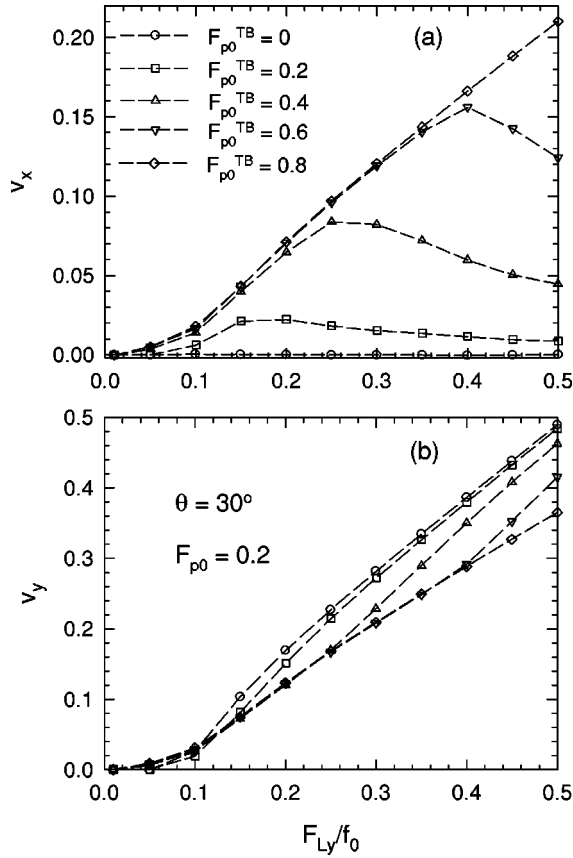 (a)
F_p0^TB = 0
F_p0^TB = 0.2
F_p0^TB = 0.4
F_p0^TB = 0.6
F_p0^TB = 0.8
v_x
0.20
0.15
0.10
0.05
0.00
0.0 0.1 0.2 0.3 0.4 0.5
(b)
θ = 30º
F_p0 = 0.2
v_y
0.5
0.4
0.3
0.2
0.1
0.0
0.0 0.1 0.2 0.3 0.4 0.5
F_Ly/f_0